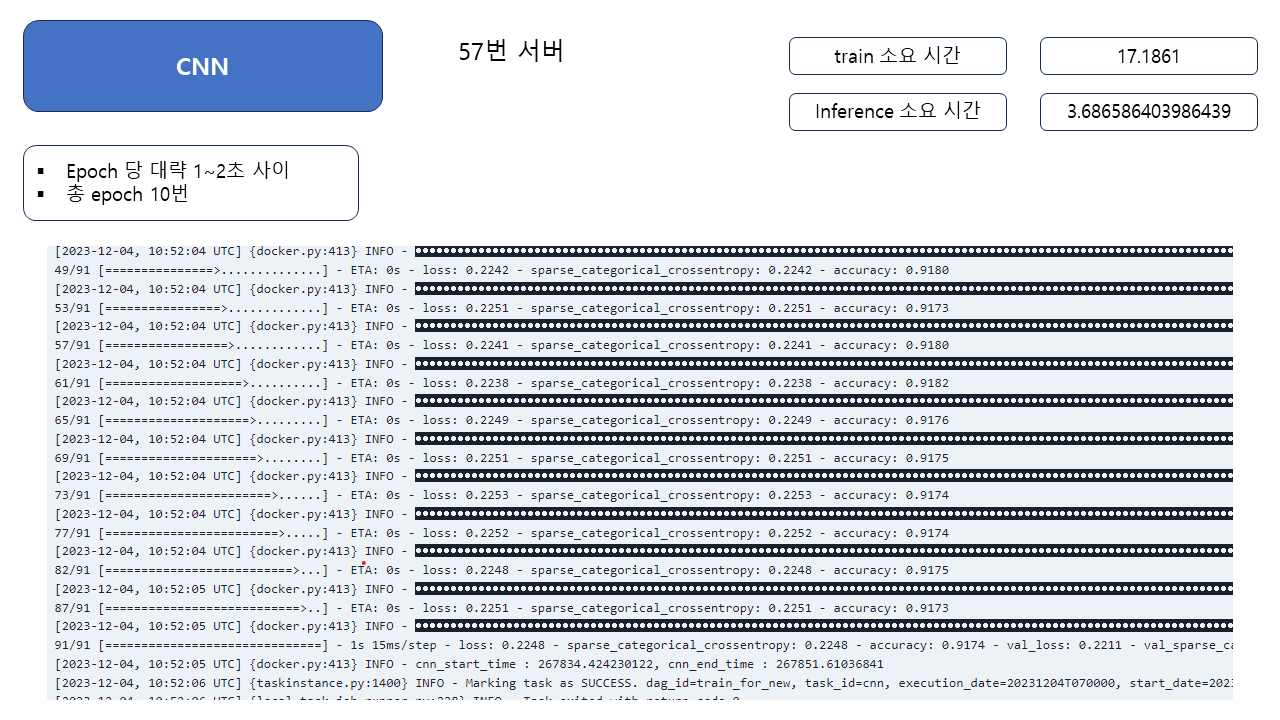 CNN
57번 서버
train 소요 시간
17.1861
Inference 소요 시간
3.686586403986439
▪ Epoch 당 대략 1~2초 사이
▪ 총 epoch 10번
[2023-12-04, 10:52:04 UTC] {docker.py:413} INFO -
49/91 [===============>..............] - ETA: 0s - loss: 0.2242 - sparse_categorical_crossentropy: 0.2242 - accuracy: 0.9180
[2023-12-04, 10:52:04 UTC] {docker.py:413} INFO -
53/91 [================>.............] - ETA: 0s - loss: 0.2251 - sparse_categorical_crossentropy: 0.2251 - accuracy: 0.9173
[2023-12-04, 10:52:04 UTC] {docker.py:413} INFO -
57/91 [=================>............] - ETA: 0s - loss: 0.2241 - sparse_categorical_crossentropy: 0.2241 - accuracy: 0.9180
[2023-12-04, 10:52:04 UTC] {docker.py:413} INFO -
61/91 [===================>..........] - ETA: 0s - loss: 0.2238 - sparse_categorical_crossentropy: 0.2238 - accuracy: 0.9182
[2023-12-04, 10:52:04 UTC] {docker.py:413} INFO -
65/91 [====================>.........] - ETA: 0s - loss: 0.2249 - sparse_categorical_crossentropy: 0.2249 - accuracy: 0.9176
[2023-12-04, 10:52:04 UTC] {docker.py:413} INFO -
69/91 [=====================>........] - ETA: 0s - loss: 0.2251 - sparse_categorical_crossentropy: 0.2251 - accuracy: 0.9175
[2023-12-04, 10:52:04 UTC] {docker.py:413} INFO -
73/91 [=======================>......] - ETA: 0s - loss: 0.2253 - sparse_categorical_crossentropy: 0.2253 - accuracy: 0.9174
[2023-12-04, 10:52:04 UTC] {docker.py:413} INFO -
77/91 [========================>.....] - ETA: 0s - loss: 0.2252 - sparse_categorical_crossentropy: 0.2252 - accuracy: 0.9174
[2023-12-04, 10:52:04 UTC] {docker.py:413} INFO -
82/91 [==========================>...] - ETA: 0s - loss: 0.2248 - sparse_categorical_crossentropy: 0.2248 - accuracy: 0.9175
[2023-12-04, 10:52:05 UTC] {docker.py:413} INFO -
87/91 [===========================>..] - ETA: 0s - loss: 0.2251 - sparse_categorical_crossentropy: 0.2251 - accuracy: 0.9173
[2023-12-04, 10:52:05 UTC] {docker.py:413} INFO -
91/91 [==============================] - 1s 15ms/step - loss: 0.2248 - sparse_categorical_crossentropy: 0.2248 - accuracy: 0.9174 - val_loss: 0.2211 - val_sparse_ca
[2023-12-04, 10:52:05 UTC] {docker.py:413} INFO - cnn_start_time : 267834.424230122, cnn_end_time : 267851.61036841
[2023-12-04, 10:52:06 UTC] {taskinstance.py:1400} INFO - Marking task as SUCCESS. dag_id=train_for_new, task_id=cnn, execution_date=20231204T070000, start_date=2023